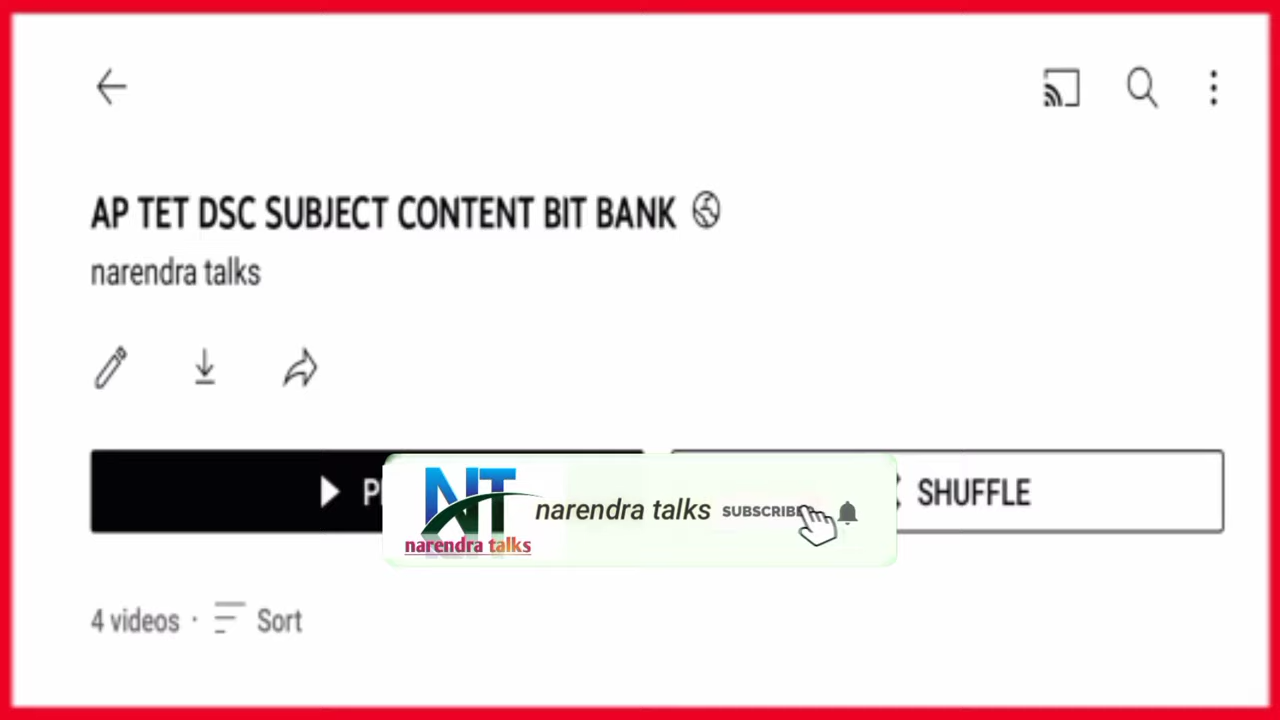 AP TET DSC SUBJECT CONTENT BIT BANK
narendra talks
SHUFFLE
NT
narendra talks
narendra talks SUBSCRIBE
4 videos · Sort